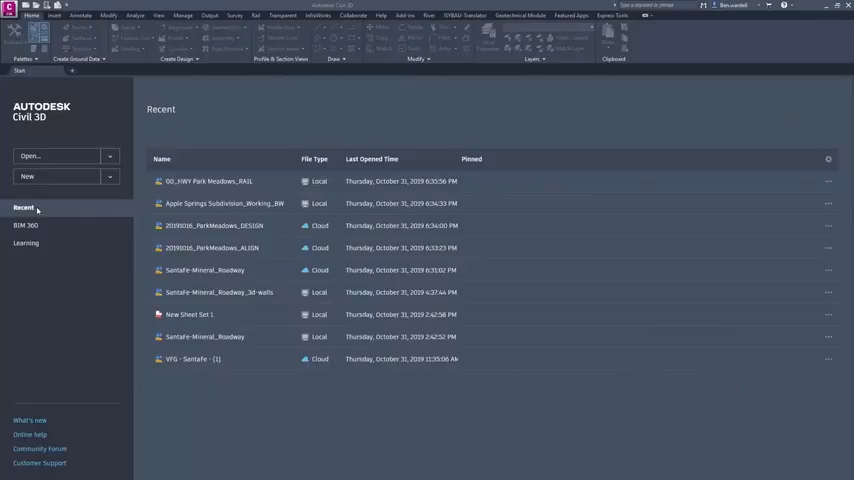 Autodesk Civil 3D
Type a keyword or phrase
Ben.wardell
Home Insert Annotate Modify Analyze View Manage Output Survey Rail Transparent InfraWorks Collaborate Help Add-ins River ISYBAU-Translator Geotechnical Module Featured Apps Express Tools
Palettes Create Ground Data Create Design Profile & Section Views Draw Modify Layers Clipboard
Start
AUTODESK
Civil 3D
Open...
New
Recent
BIM 360
Learning
What's new
Online help
Community Forum
Customer Support
Recent
Name File Type Last Opened Time Pinned
00_HWY Park Meadows_RAIL Local Thursday, October 31, 2019 6:35:56 PM
Apple Springs Subdivision_Working_BW Local Thursday, October 31, 2019 6:34:33 PM
20191016_ParkMeadows_DESIGN Cloud Thursday, October 31, 2019 6:34:00 PM
20191016_ParkMeadows_ALIGN Cloud Thursday, October 31, 2019 6:33:23 PM
SantaFe-Mineral_Roadway Cloud Thursday, October 31, 2019 6:31:02 PM
SantaFe-Mineral_Roadway_3d-walls Local Thursday, October 31, 2019 4:37:44 PM
New Sheet Set 1 Local Thursday, October 31, 2019 2:42:58 PM
SantaFe-Mineral_Roadway Local Thursday, October 31, 2019 2:42:52 PM
VFG - SantaFe - (1) Cloud Thursday, October 31, 2019 11:35:06 AM